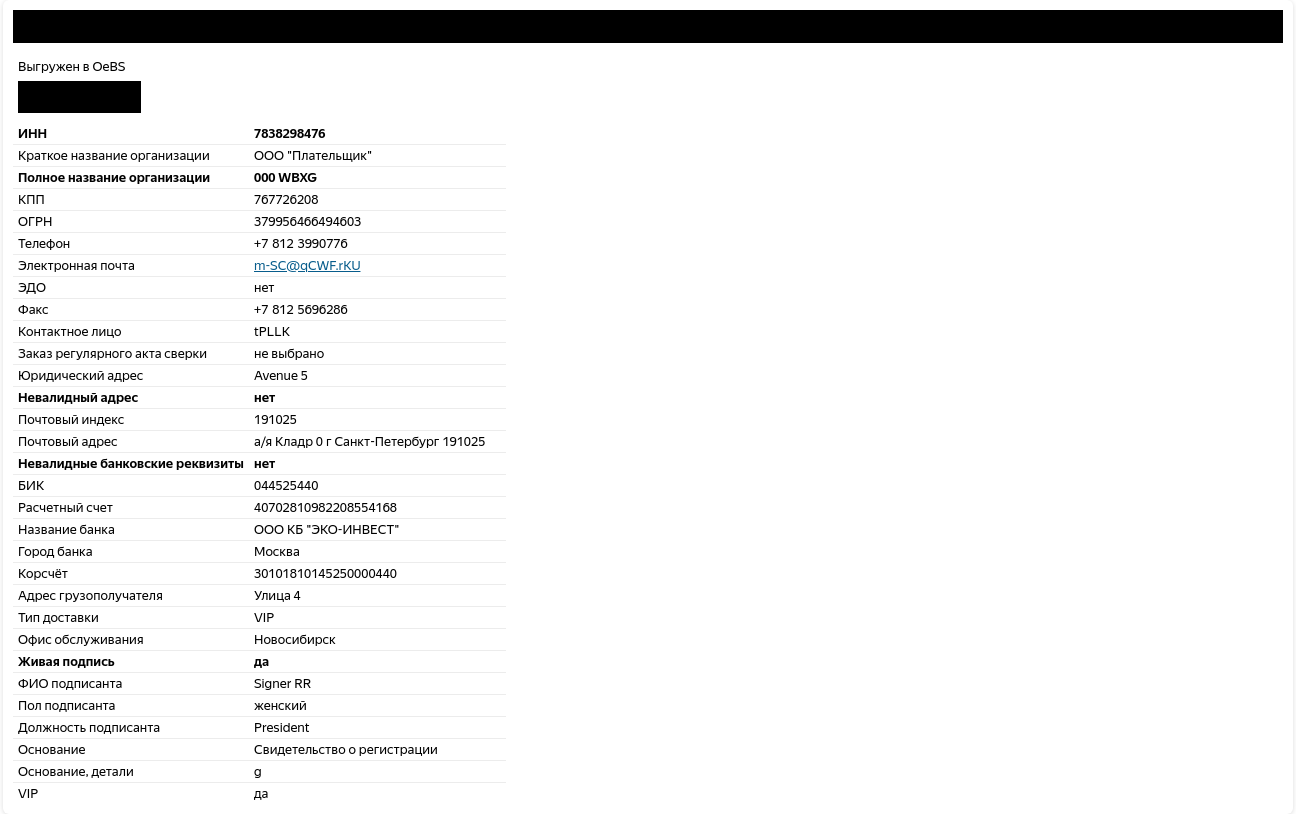 Выгружен в OeBS
ИНН 7838298476
Краткое название организации ООО "Плательщик"
Полное название организации 000 WBXG
КПП 767726208
ОГРН 379956466494603
Телефон +7 812 3990776
Электронная почта m-SC@qCWF.rKU
ЭДО нет
Факс +7 812 5696286
Контактное лицо tPLLK
Заказ регулярного акта сверки не выбрано
Юридический адрес Avenue 5
Невалидный адрес нет
Почтовый индекс 191025
Почтовый адрес а/я Кладр 0 г Санкт-Петербург 191025
Невалидные банковские реквизиты нет
БИК 044525440
Расчетный счет 40702810982208554168
Название банка ООО КБ "ЭКО-ИНВЕСТ"
Город банка Москва
Корсчёт 30101810145250000440
Адрес грузополучателя Улица 4
Тип доставки VIP
Офис обслуживания Новосибирск
Живая подпись да
ФИО подписанта Signer RR
Пол подписанта женский
Должность подписанта President
Основание Свидетельство о регистрации
Основание, детали g
VIP да